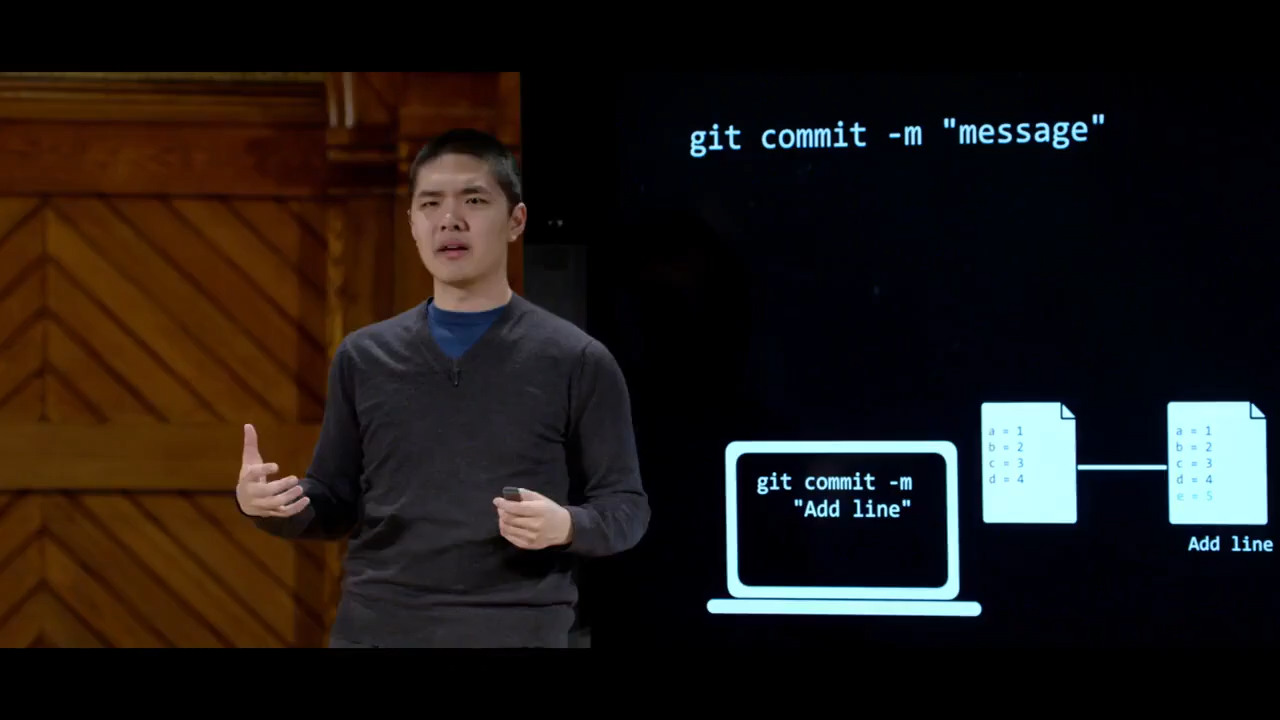 git commit -m "message"
git commit -m
"Add line"
a = 1
b = 2
c = 3
d = 4
a = 1
b = 2
c = 3
d = 4
e = 5
Add line